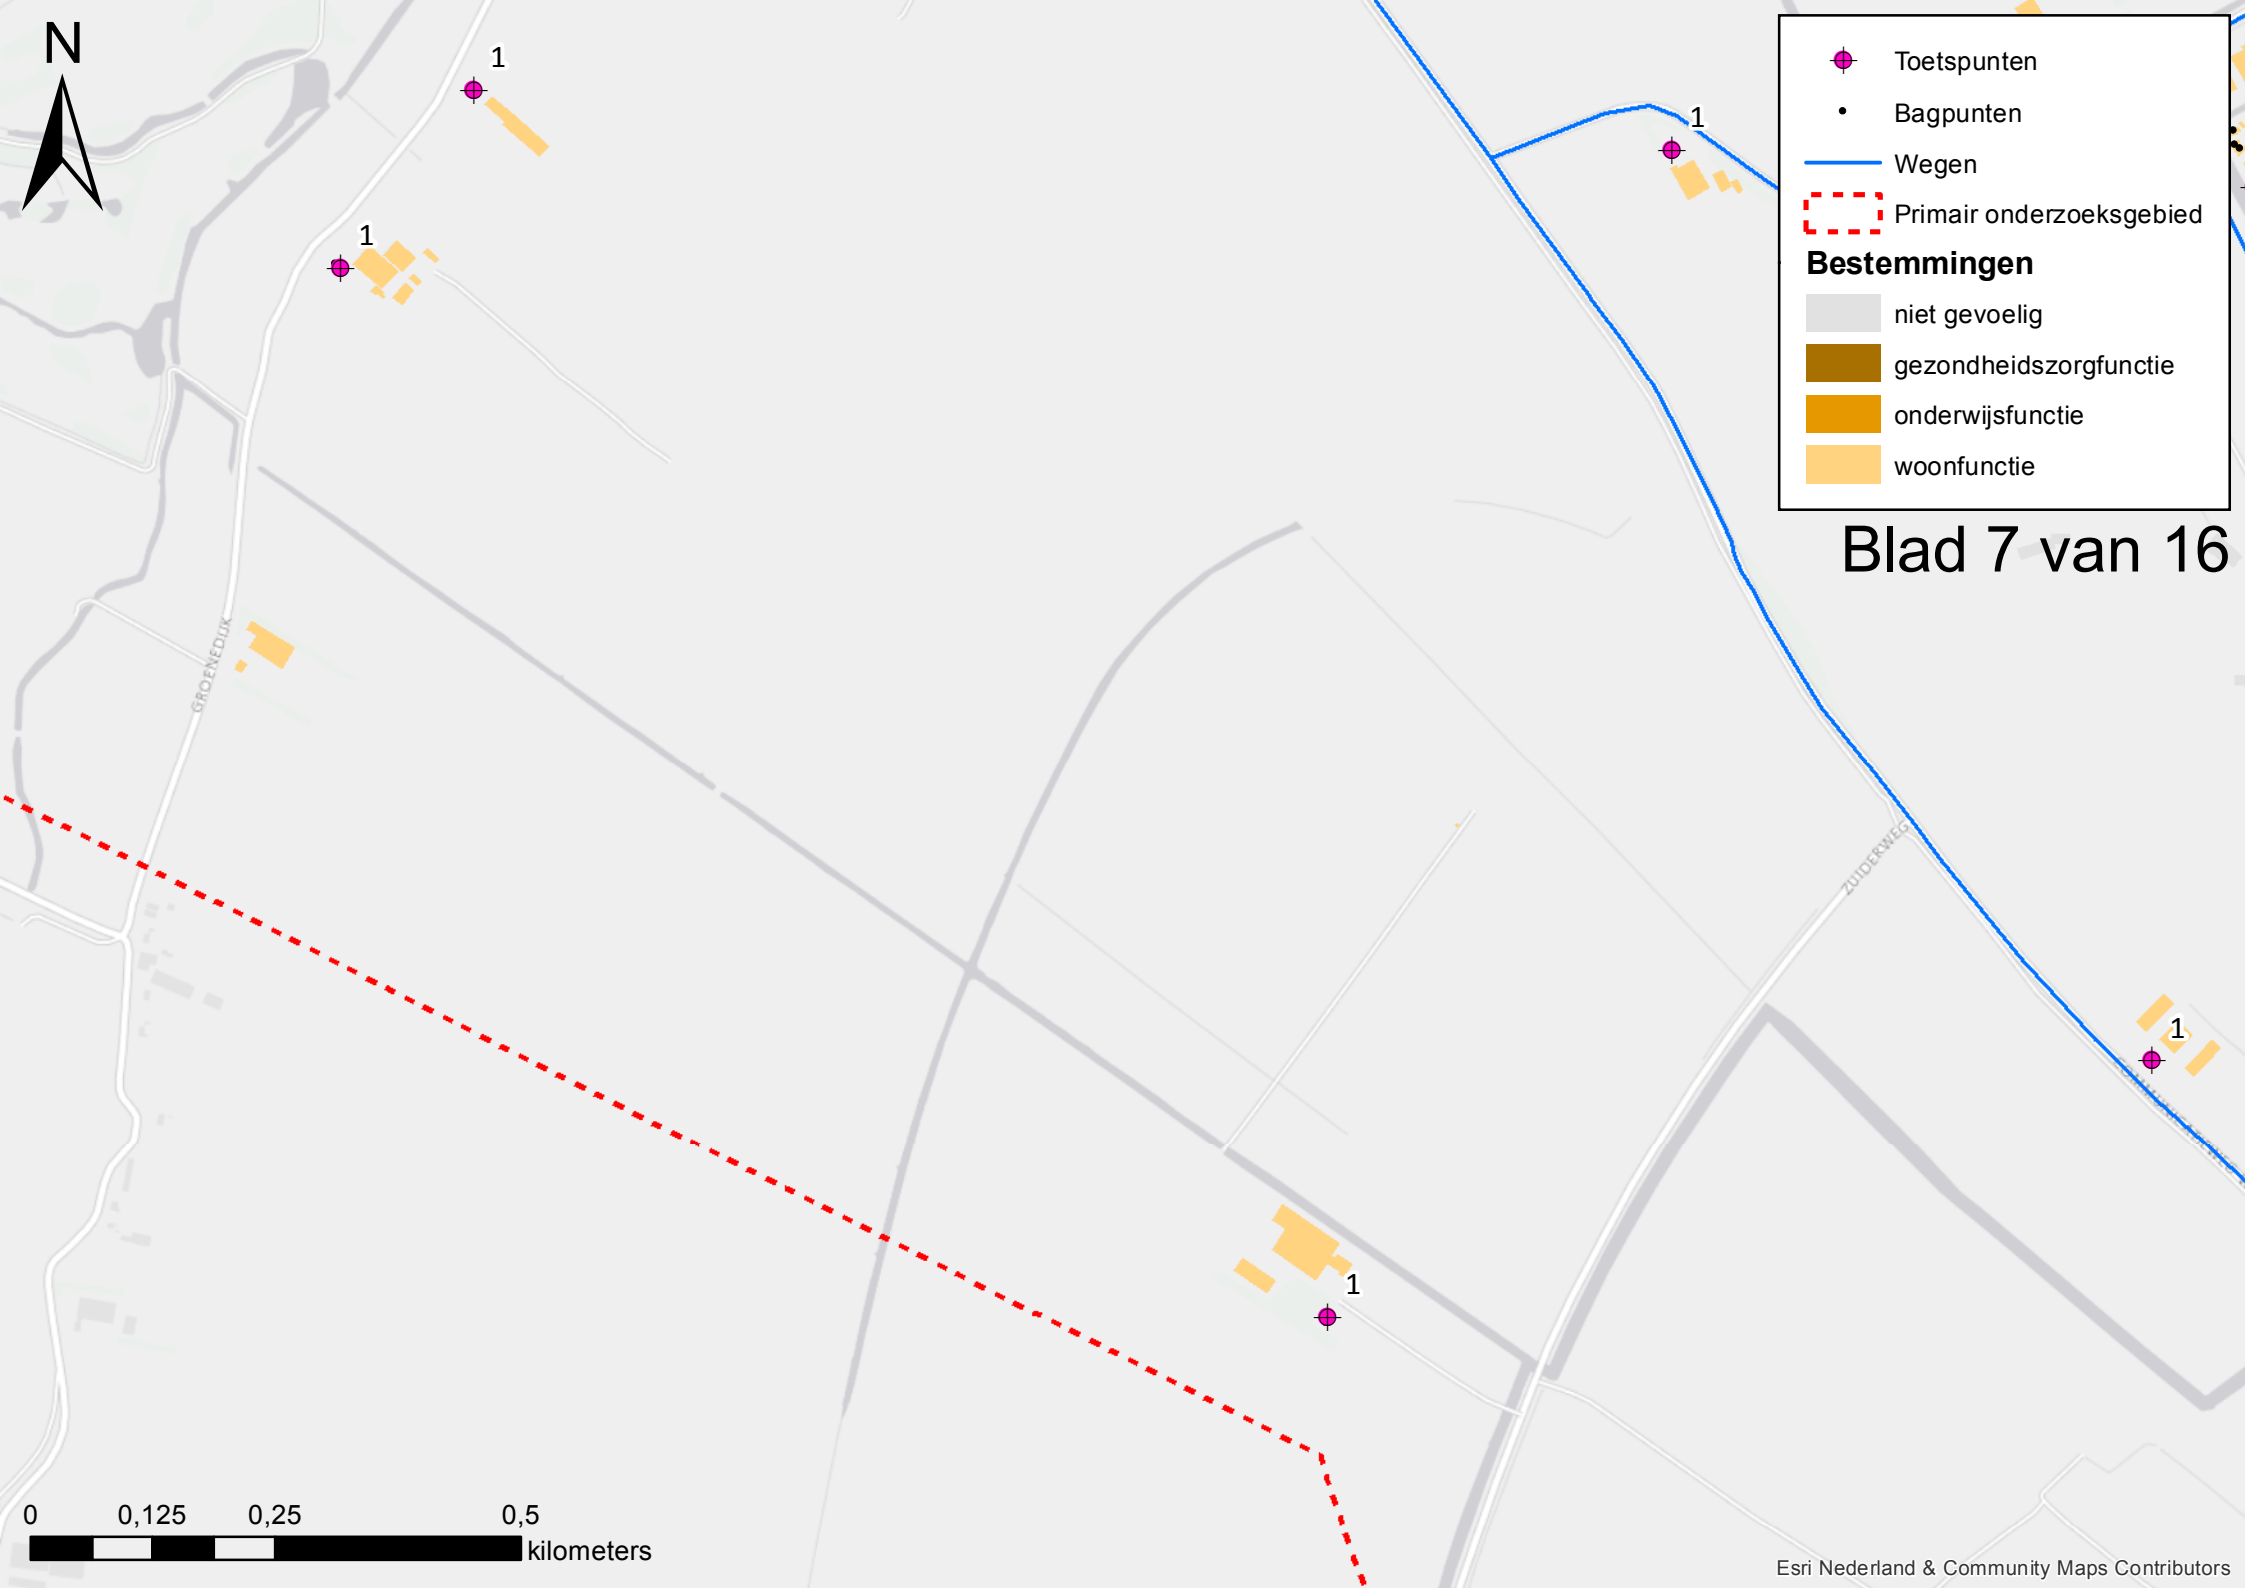 N
1
1
1
Toetspunten
Bagpunten
Wegen
Primair onderzoeksgebied
Bestemmingen
niet gevoelig
gezondheidszorgfunctie
onderwijsfunctie
woonfunctie
Blad 7 van 16
GROENEDIJK
ZUIDERWEG
1
1
0 0,125 0,25 0,5
kilometers
Esri Nederland & Community Maps Contributors